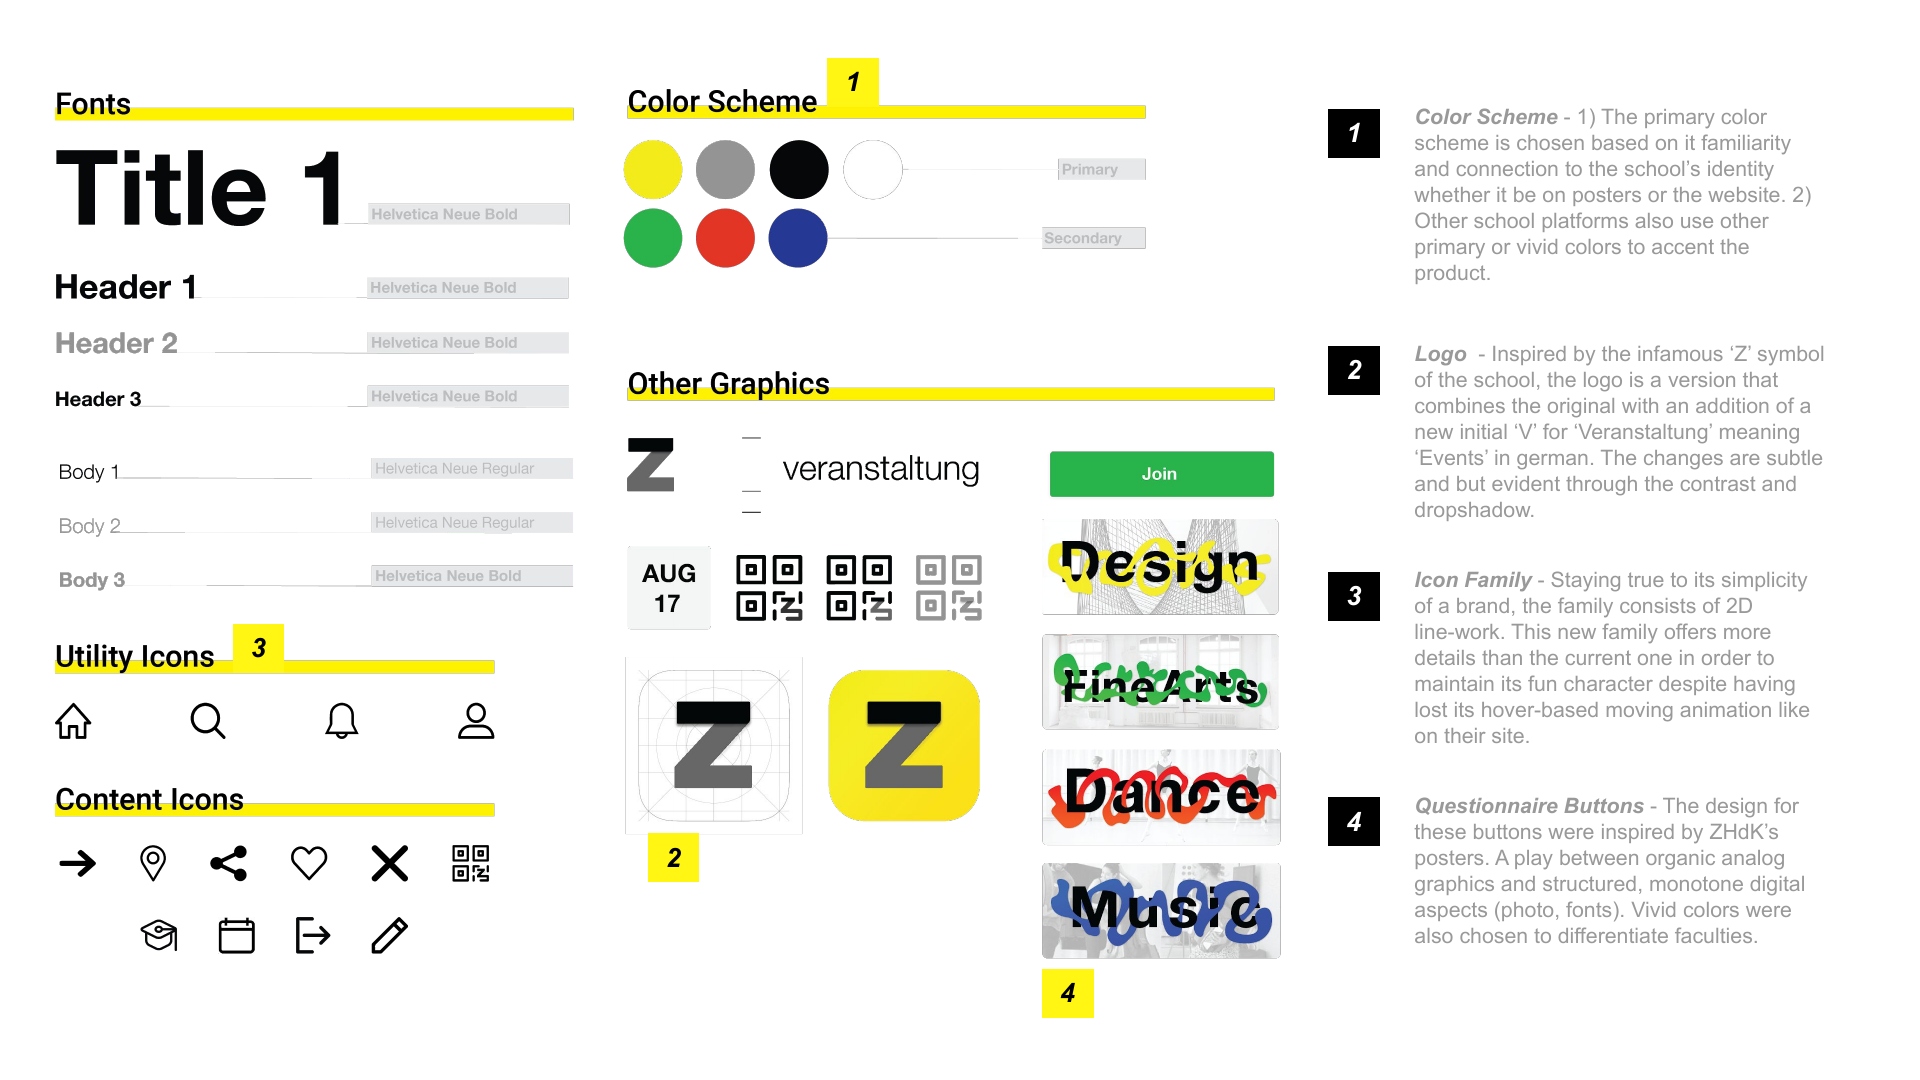 Fonts
Title 1
Helvetica Neue Bold
Header 1
Helvetica Neue Bold
Header 2
Helvetica Neue Bold
Header 3
Helvetica Neue Bold
Body 1
Helvetica Neue Regular
Body 2
Helvetica Neue Regular
Body 3
Helvetica Neue Bold
Utility Icons
3
Content Icons
Color Scheme
1
Primary
Secondary
Other Graphics
Z
veranstaltung
Join
AUG
17
Design
FineArts
Dance
Music
Z
Z
2
4
1
Color Scheme - 1) The primary color
scheme is chosen based on it familiarity
and connection to the school’s identity
whether it be on posters or the website. 2)
Other school platforms also use other
primary or vivid colors to accent the
product.
2
Logo  - Inspired by the infamous ‘Z’ symbol
of the school, the logo is a version that
combines the original with an addition of a
new initial ‘V’ for ‘Veranstaltung’ meaning
‘Events’ in german. The changes are subtle
and but evident through the contrast and
dropshadow.
3
Icon Family - Staying true to its simplicity
of a brand, the family consists of 2D
line-work. This new family offers more
details than the current one in order to
maintain its fun character despite having
lost its hover-based moving animation like
on their site.
4
Questionnaire Buttons - The design for
these buttons were inspired by ZHdK’s
posters. A play between organic analog
graphics and structured, monotone digital
aspects (photo, fonts). Vivid colors were
also chosen to differentiate faculties.